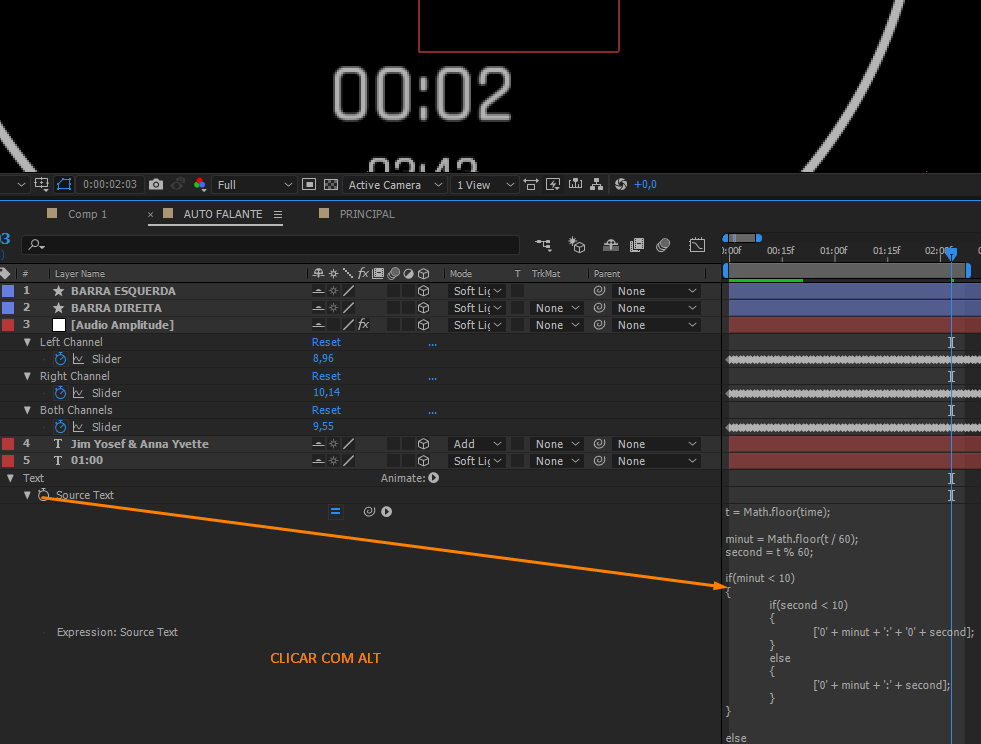 00:02
03:43
0:00:02:03
Full
Active Camera
1 View
+0,0
Comp 1
× AUTO FALANTE
PRINCIPAL
:00f 00:15f 01:00f 01:15f 02:00f
# Layer Name
fx
Mode T TrkMat Parent
1 BARRA ESQUERDA Soft Lig None
2 BARRA DIREITA Soft Lig None None
3 [Audio Amplitude] fx Soft Lig None None
Left Channel Reset ...
Slider 8,96
Right Channel Reset ...
Slider 10,14
Both Channels Reset ...
Slider 9,55
4 T Jim Yosef & Anna Yvette Add None None
5 T 01:00 Soft Lig None None
Text Animate:
Source Text
Expression: Source Text
CLICAR COM ALT
t = Math.floor(time);
minut = Math.floor(t / 60);
second = t % 60;
if(minut < 10)
{
if(second < 10)
{
['0' + minut + ':' + '0' + second];
}
else
{
['0' + minut + ':' + second];
}
}
else